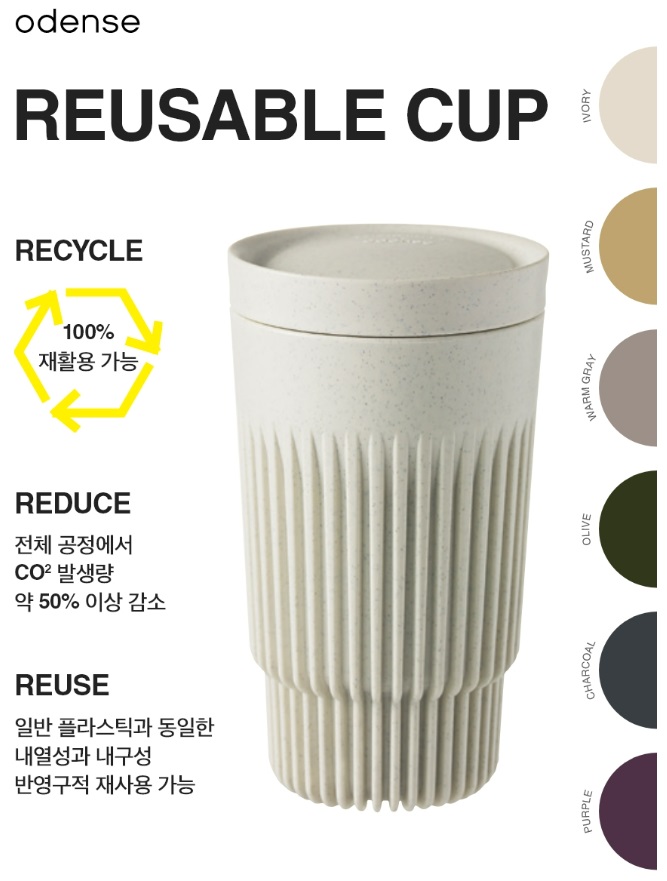 odense
REUSABLE CUP
RECYCLE
100%
재활용 가능
REDUCE
전체 공정에서
CO² 발생량
약 50% 이상 감소
REUSE
일반 플라스틱과 동일한
내열성과 내구성
반영구적 재사용 가능
IVORY
MUSTARD
WARM GRAY
OLIVE
CHARCOAL
PURPLE